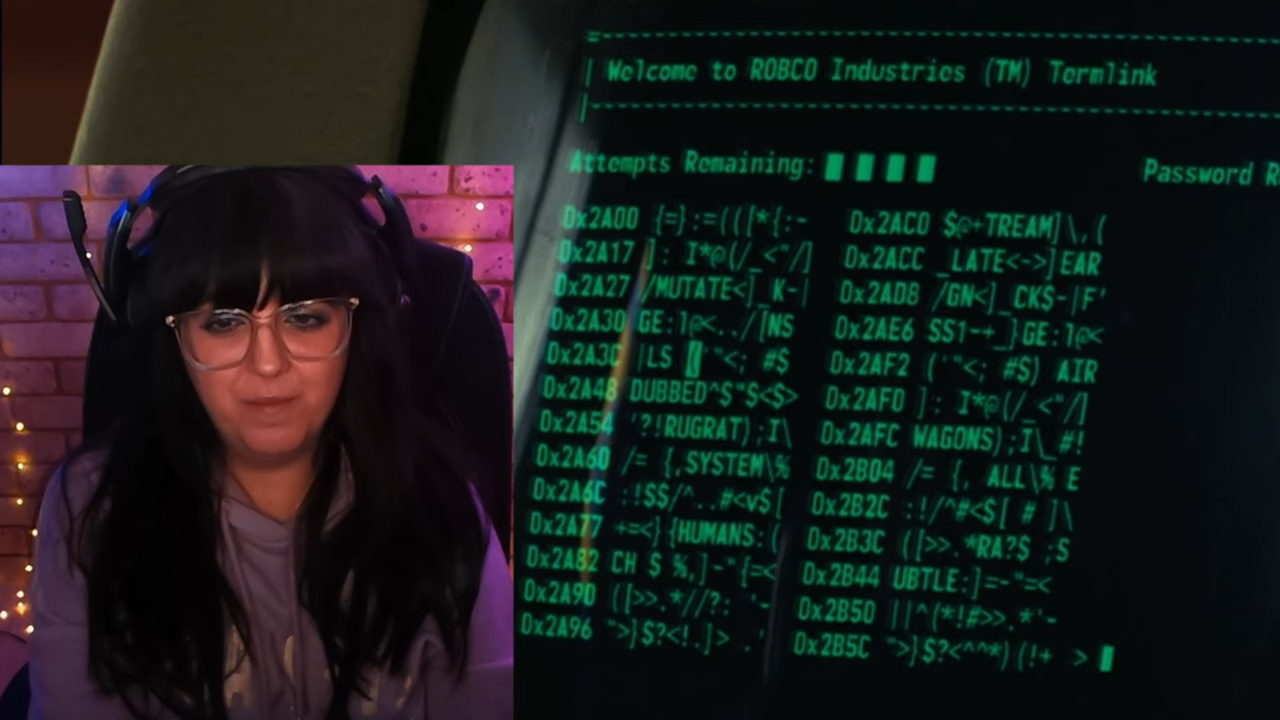 Welcome to ROBCO Industries (TM) Termlink
Attempts Remaining:
Password R
0x2A00 {=}:=(([*{:-
0x2A17 ]: I*@(/_<"/]
0x2A27 /MUTATE<]_K-|
0x2A30 GE:1@<../[NS
0x2A3C |LS ('"<; #$
0x2A48 DUBBED^$"$<$>
0x2A54 '?!RUGRAT);I\
0x2A60 /= {,SYSTEM\%
0x2A6C :!$$/^..#<v$[
0x2A77 +=<}{HUMANS:(
0x2A82 CH $ %,]-"{=<
0x2A90 ([>>.*//?: '-
0x2A96 ">}$?<!.]> .'
0x2AC0 $@+TREAM]\,(
0x2ACC _LATE<->]EAR
0x2AD8 /GN<]_CK$-|F'
0x2AE6 SS1-+_}GE:1@<
0x2AF2 ('"<; #$) AIR
0x2AF0 ]: I*@(/_<"/]
0x2AFC WAGONS);I\_#!
0x2B04 /= {, ALL\% E
0x2B2C :!/^#<$[ # ]\
0x2B3C ([>>.*RA?$ ;S
0x2B44 UBTLE:]=-"=<
0x2B50 ||^(*!#>>.*'-
0x2B5C ">}$?<^^*)(!+ >